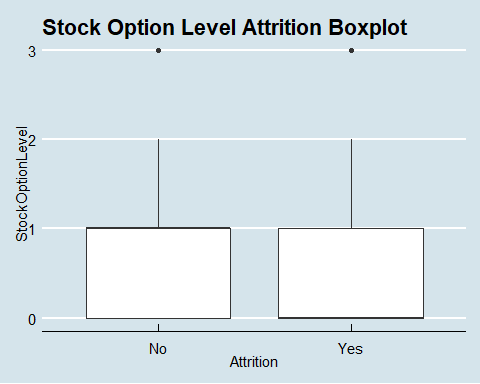 Stock Option Level Attrition Boxplot
3
2
1
0
StockOptionLevel
No Yes
Attrition